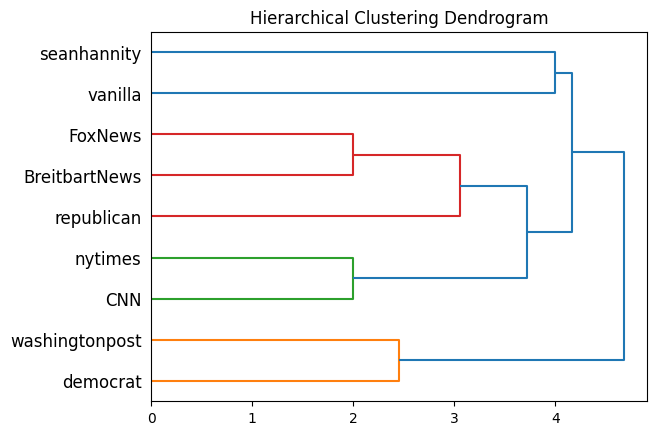 Hierarchical Clustering Dendrogram
seanhannity
vanilla
FoxNews
BreitbartNews
republican
nytimes
CNN
washingtonpost
democrat
0 1 2 3 4